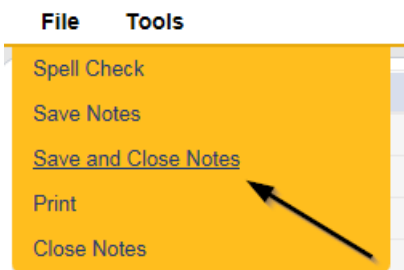 File Tools
Spell Check
Save Notes
Save and Close Notes
Print
Close Notes